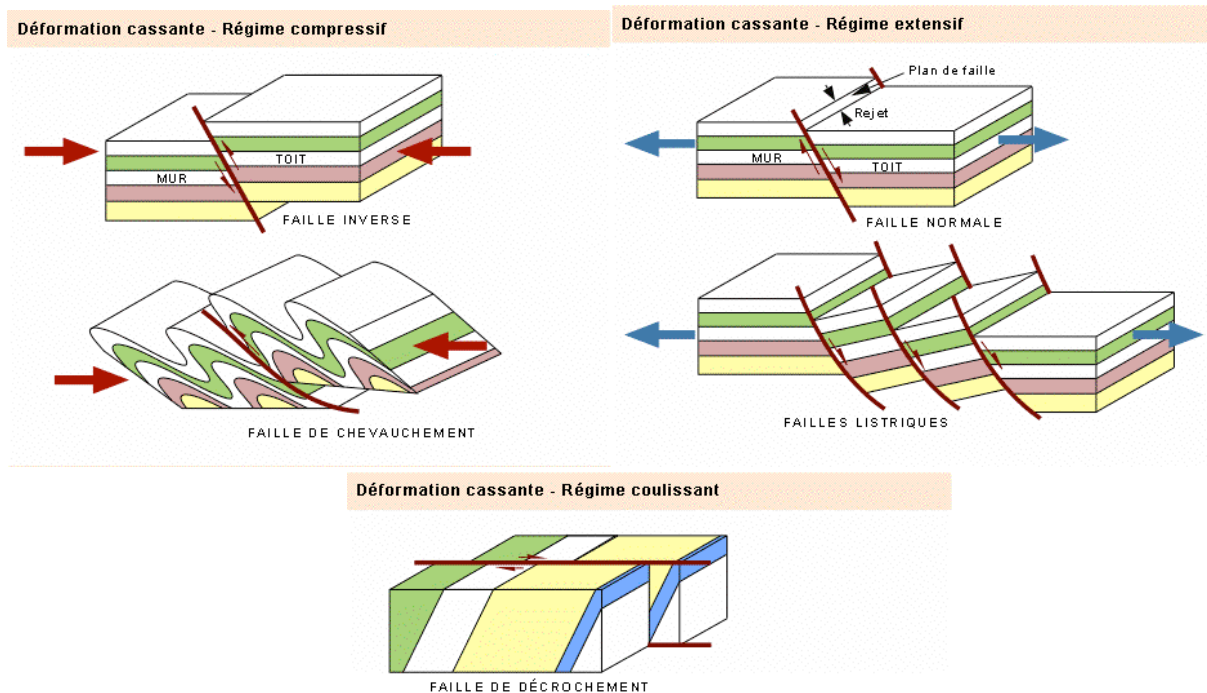 Déformation cassante - Régime compressif
TOIT
MUR
FAILLE INVERSE
FAILLE DE CHEVAUCHEMENT
Déformation cassante - Régime extensif
Plan de faille
Rejet
MUR
TOIT
FAILLE NORMALE
FAILLES LISTRIQUES
Déformation cassante - Régime coulissant
FAILLE DE DÉCROCHEMENT